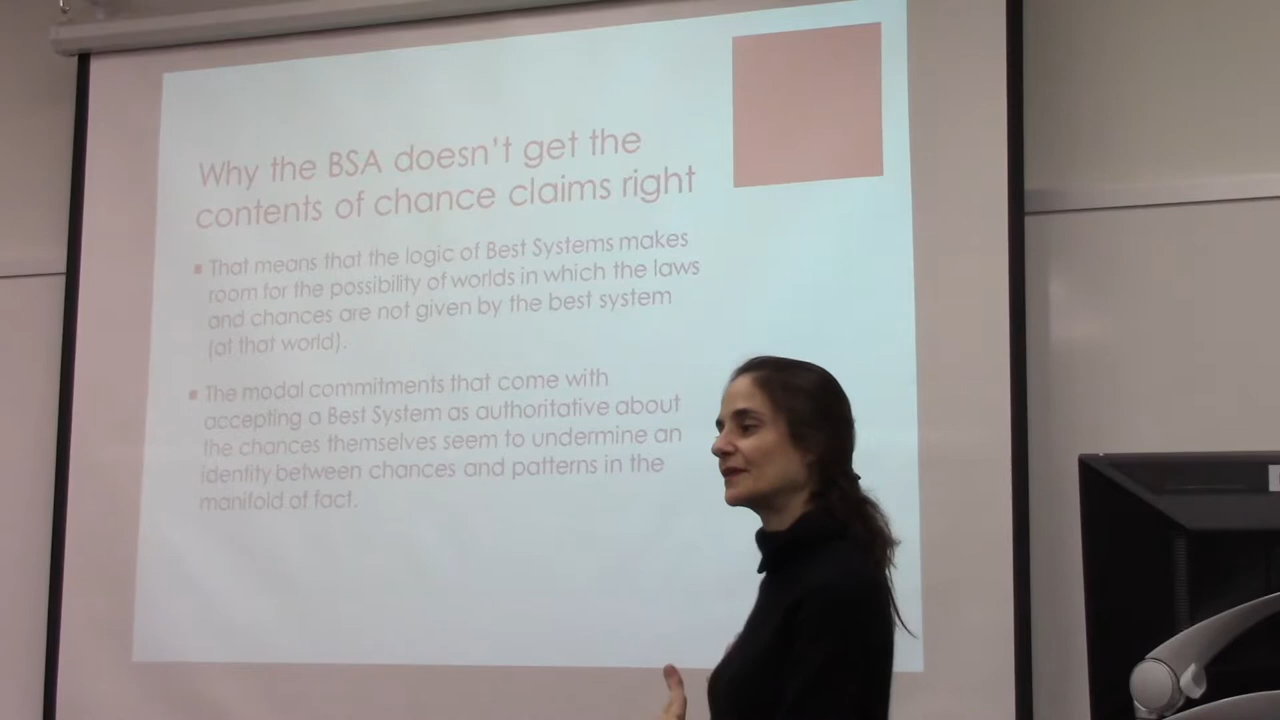 Why the BSA doesn't get the
contents of chance claims right
That means that the logic of Best Systems makes
room for the possibility of worlds in which the laws
and chances are not given by the best system
(at that world).
The modal commitments that come with
accepting a Best System as authoritative about
the chances themselves seem to undermine an
identity between chances and patterns in the
manifold of fact.